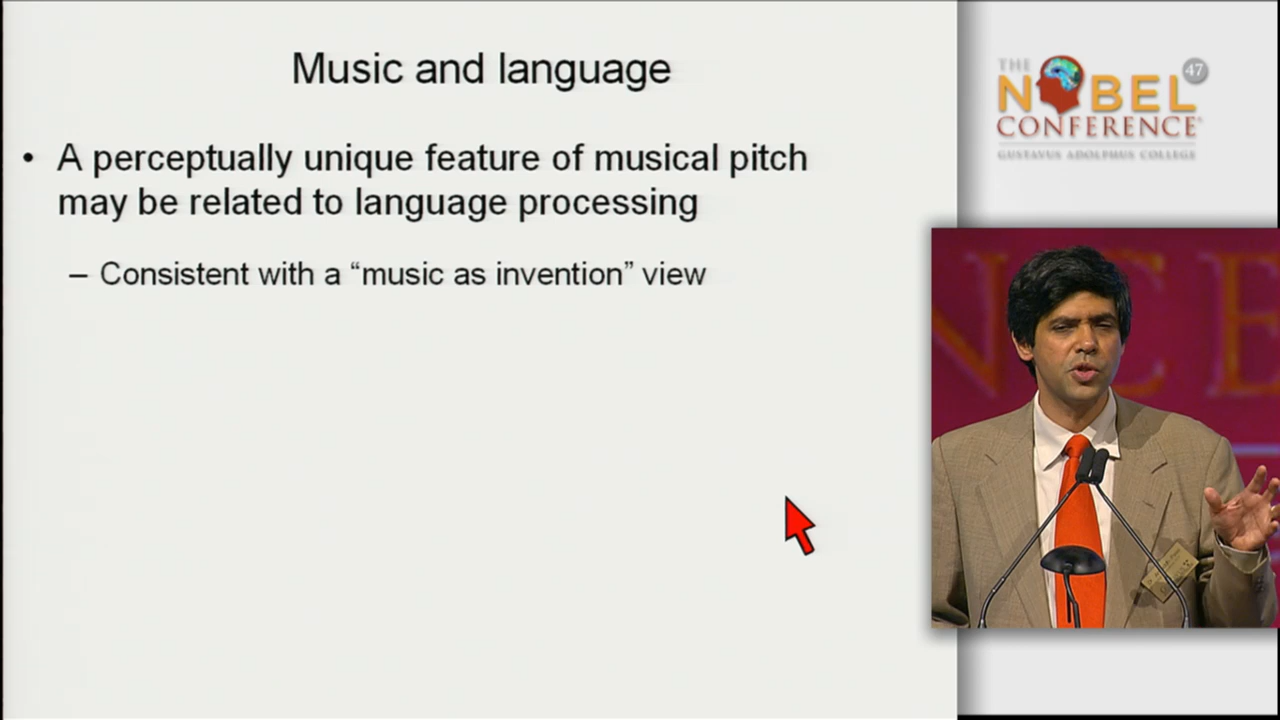 Music and language
• A perceptually unique feature of musical pitch
may be related to language processing
– Consistent with a “music as invention” view
THE
NOBEL 47
CONFERENCE
GUSTAVUS ADOLPHUS COLLEGE